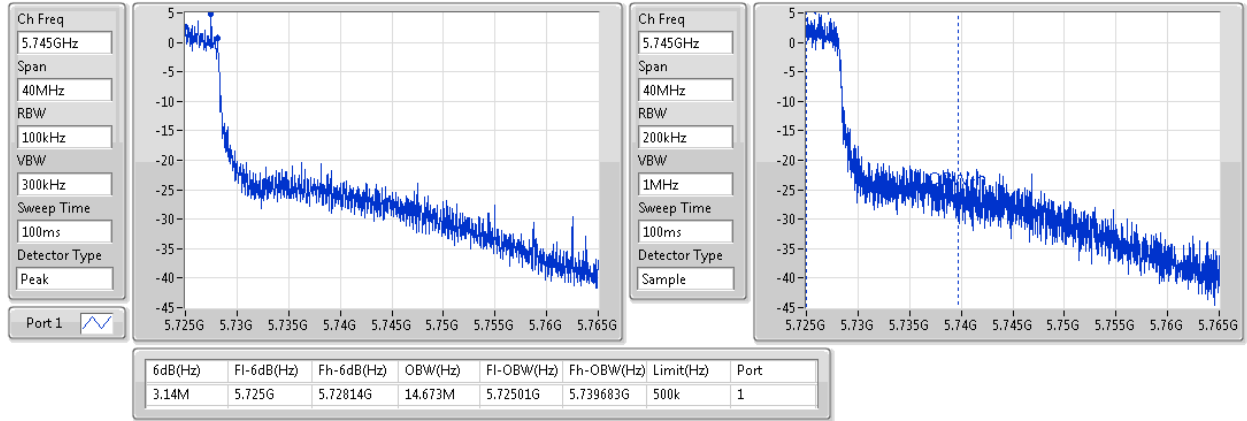 Ch Freq
5.745GHz
Span
40MHz
RBW
100kHz
VBW
300kHz
Sweep Time
100ms
Detector Type
Peak
Port 1
5
0
-5
-10
-15
-20
-25
-30
-35
-40
-45
5.725G 5.73G 5.735G 5.74G 5.745G 5.75G 5.755G 5.76G 5.765G
Ch Freq
5.745GHz
Span
40MHz
RBW
200kHz
VBW
1MHz
Sweep Time
100ms
Detector Type
Sample
5
0
-5
-10
-15
-20
-25
-30
-35
-40
-45
5.725G 5.73G 5.735G 5.74G 5.745G 5.75G 5.755G 5.76G 5.765G
6dB(Hz) Fl-6dB(Hz) Fh-6dB(Hz) OBW(Hz) Fl-OBW(Hz) Fh-OBW(Hz) Limit(Hz) Port
3.14M 5.725G 5.72814G 14.673M 5.72501G 5.739683G 500k 1